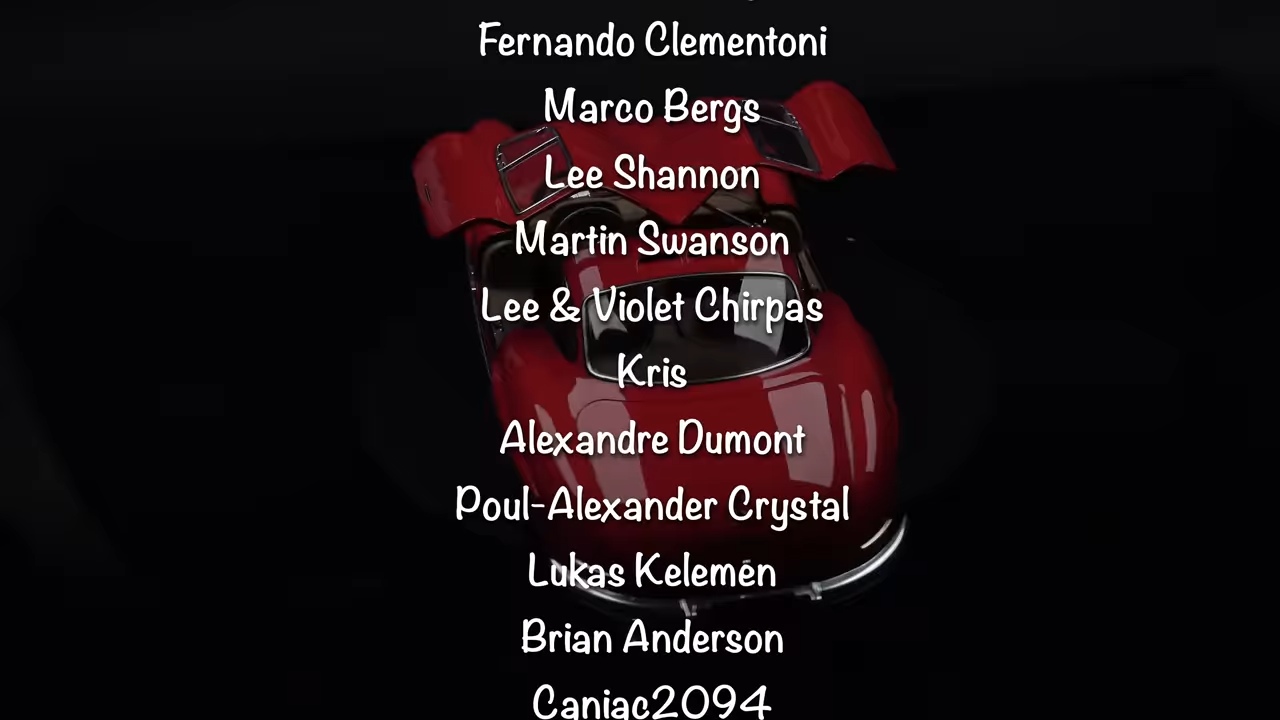 Fernando Clementoni
Marco Bergs
Lee Shannon
Martin Swanson
Lee & Violet Chirpas
Kris
Alexandre Dumont
Poul-Alexander Crystal
Lukas Kelemen
Brian Anderson
Caniac2094